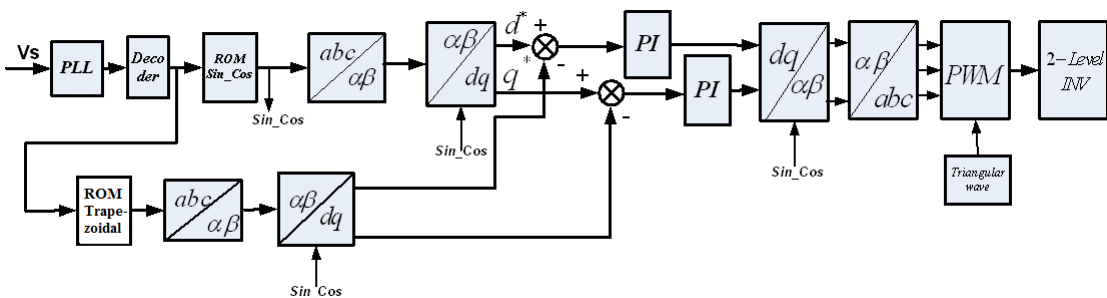 Vs
PLL
Deco
der
ROM
Sin_Cos
Sin_Cos
abc
αβ
αβ
dq
Sin_Cos
d*
+
-
q*
+
-
PI
PI
dq
αβ
Sin_Cos
αβ
abc
PWM
Triangular
wave
2-Level
INV
ROM
Trape-
zoidal
abc
αβ
αβ
dq
Sin_Cos